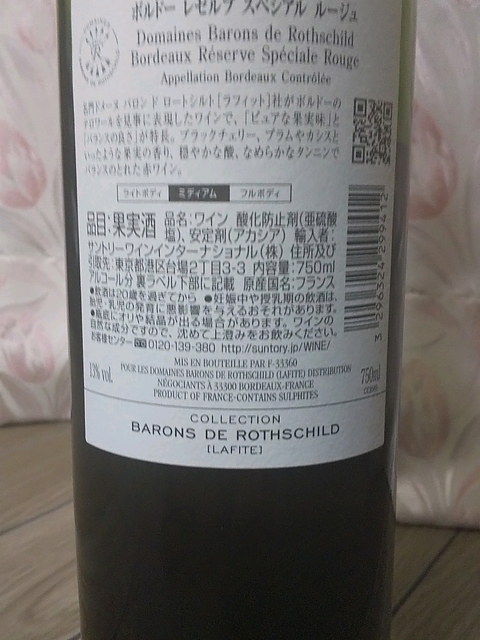 ボルドー レゼルブ スペシアル ルージュ
Domaines Barons de Rothschild
Bordeaux Réserve Spéciale Rouge
Appellation Bordeaux Contrôlée
名門ドメーヌ バロンド ロートシルト[ラフィット]社がボルドーの
テロワールを見事に表現したワインで、「ピュアな果実味」と
「バランスの良さ」が特長。ブラックチェリー、プラムやカシスと
いったような果実の香り、穏やかな酸、なめらかなタンニンで
バランスのとれた赤ワイン。
ライトボディ ミディアム フルボディ
品目:果実酒 品名:ワイン 酸化防止剤(亜硫酸
塩)、安定剤(アカシア) 輸入者:
サントリーワインインターナショナル(株) 住所及び
引取先:東京都港区台場2丁目3-3 内容量:750ml
アルコール分 裏ラベル下部に記載 原産国名:フランス
●飲酒は20歳を過ぎてから ●妊娠中や授乳期の飲酒は、
胎児・乳児の発育に悪影響を与えるおそれがあります。
●瓶底にオリや結晶が出る場合があります。ワインの
自然な成分ですので、沈めて上澄みをお飲みください。
お客様センター 0120-139-380 http://suntory.jp/WINE/
3 296324 299412
MIS EN BOUTEILLE PAR F-33360
POUR LES DOMAINES BARONS DE ROTHSCHILD (LAFITE) DISTRIBUTION
NÉGOCIANTS À 33300 BORDEAUX-FRANCE
PRODUCT OF FRANCE-CONTAINS SULPHITES
13% vol.
750ml
COLLECTION
BARONS DE ROTHSCHILD
[LAFITE]